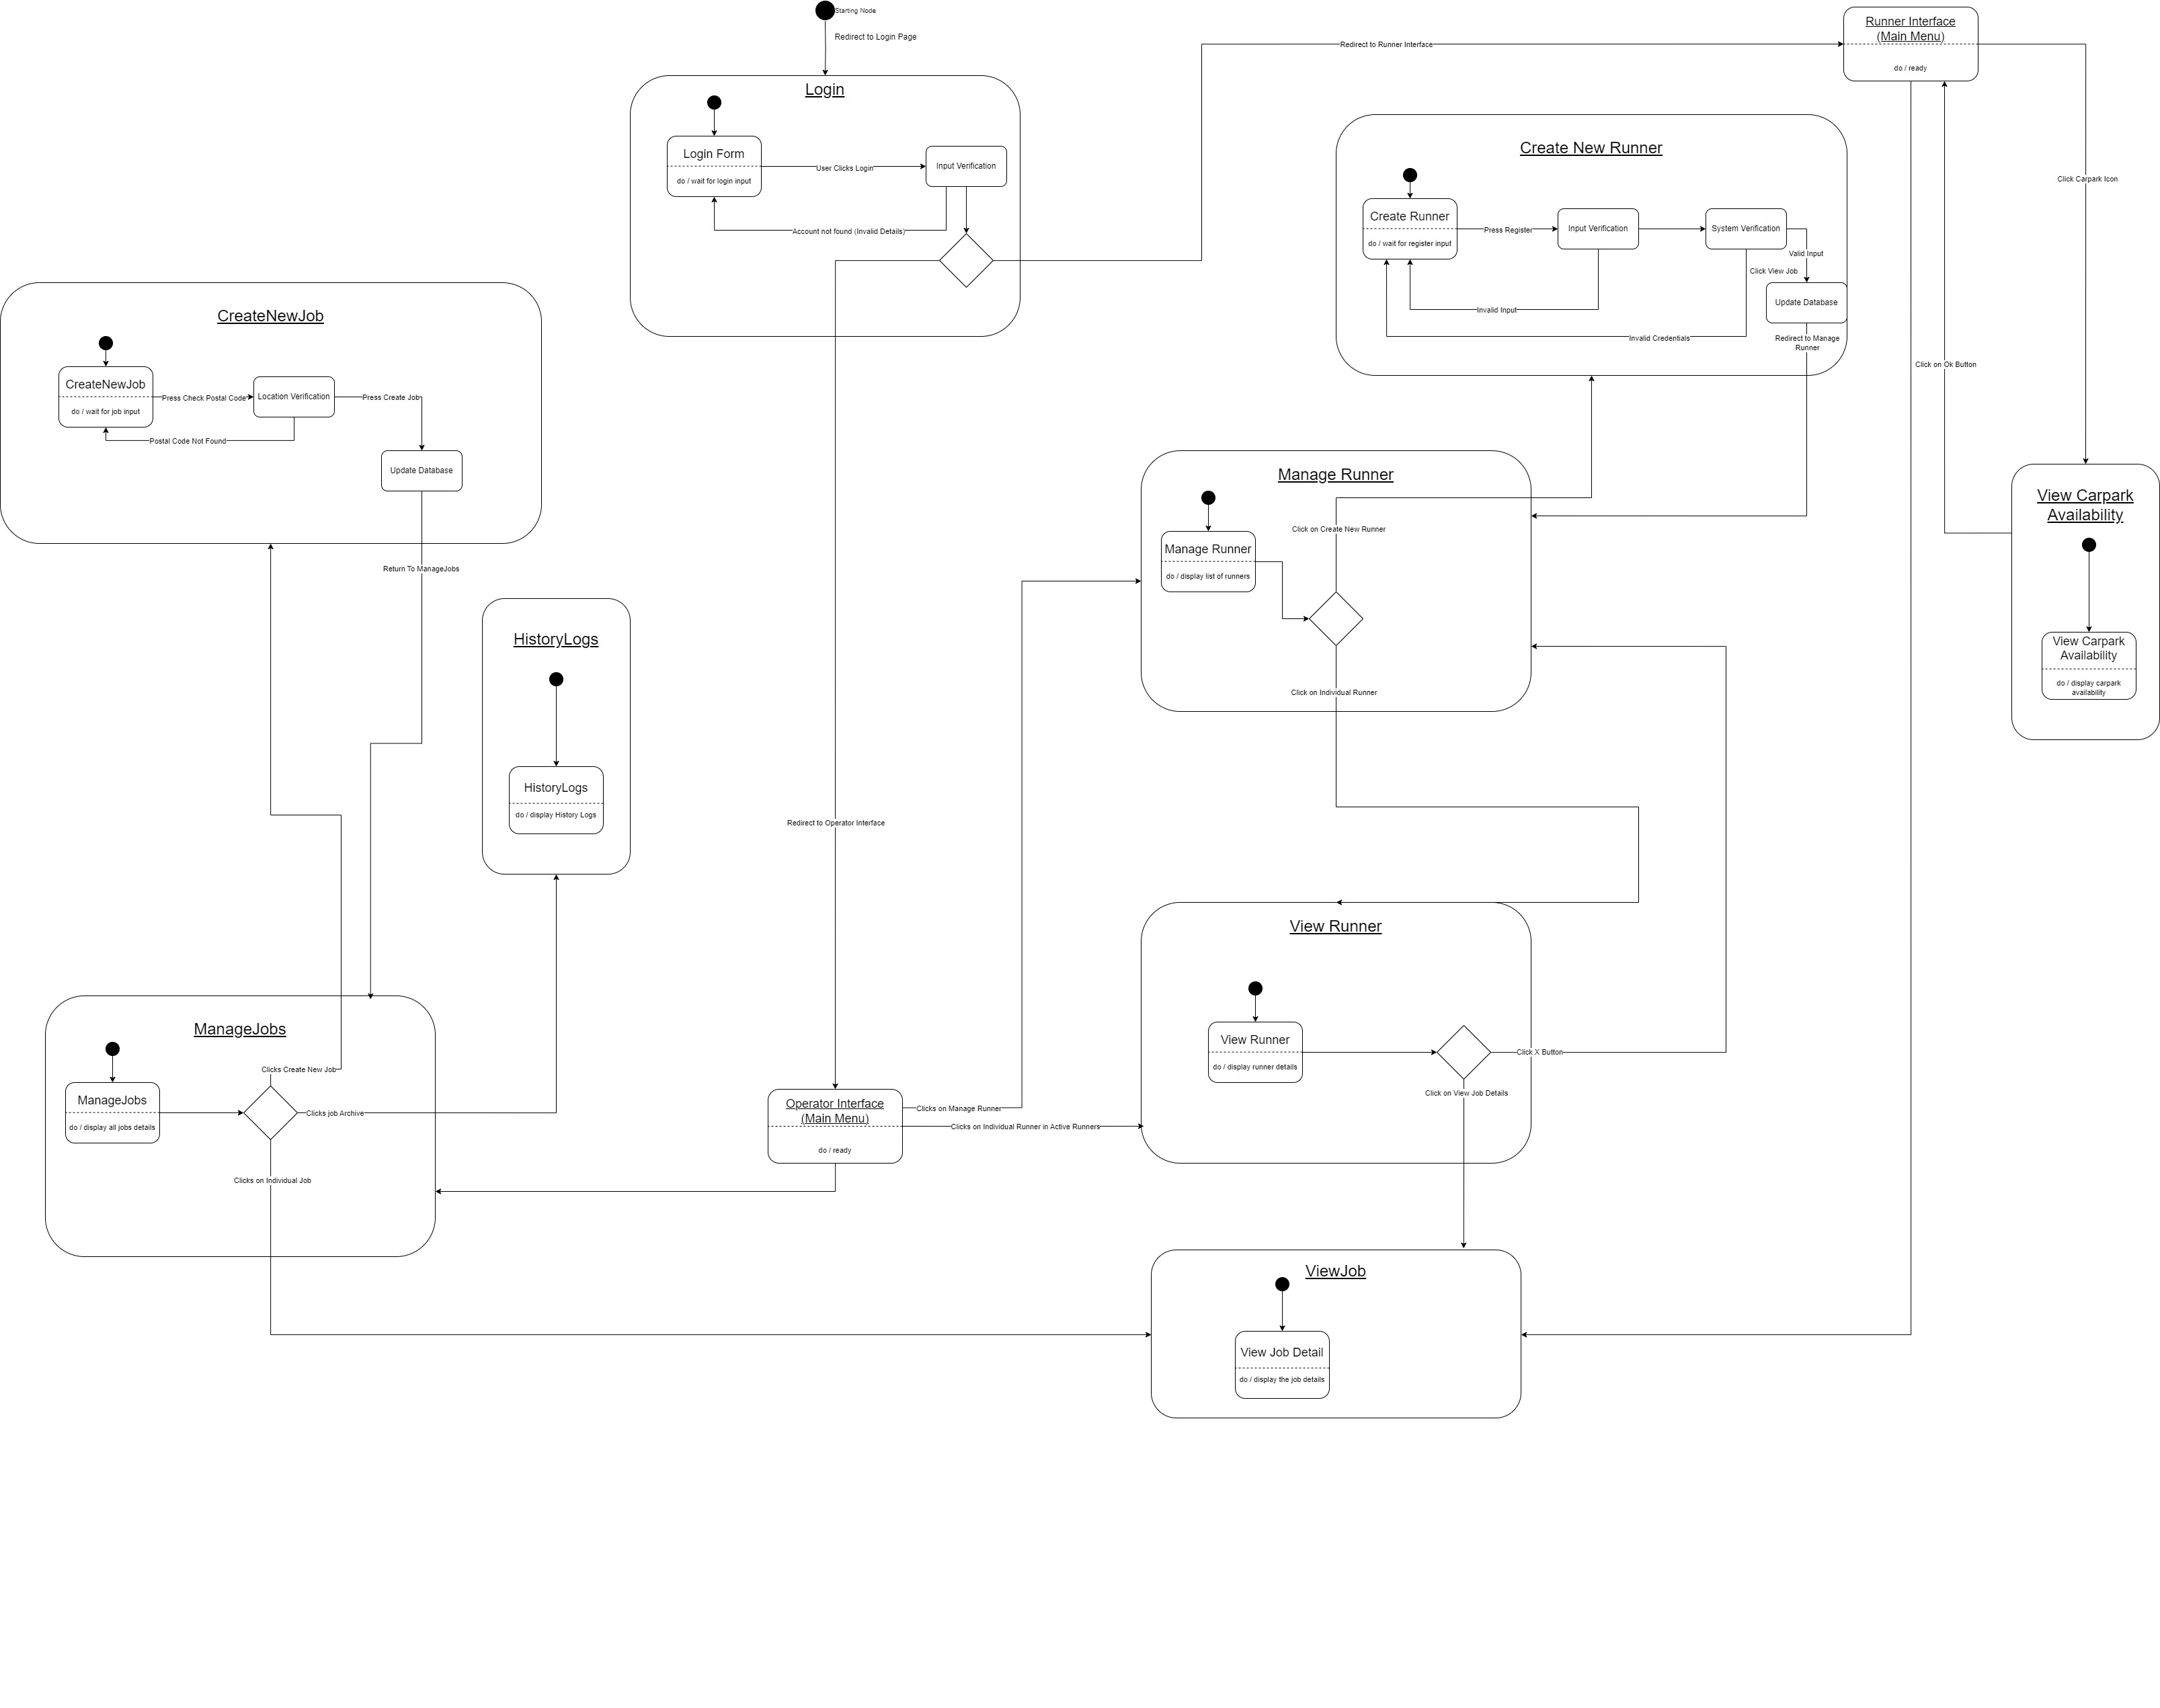 Starting Node
Redirect to Login Page
Runner Interface
(Main Menu)
do / ready
Redirect to Runner Interface
Login
Login Form
do / wait for login input
User Clicks Login
Input Verification
Account not found (Invalid Details)
Create New Runner
Create Runner
do / wait for register input
Press Register
Input Verification
System Verification
Valid Input
Click View Job
Update Database
Invalid Input
Invalid Credentials
Redirect to Manage
Runner
Click Carpark Icon
Click on Ok Button
CreateNewJob
CreateNewJob
do / wait for job input
Press Check Postal Code
Location Verification
Press Create Job
Postal Code Not Found
Update Database
Return To ManageJobs
Manage Runner
Manage Runner
do / display list of runners
Click on Create New Runner
Click on Individual Runner
View Carpark
Availability
View Carpark
Availability
do / display carpark
availability
HistoryLogs
HistoryLogs
do / display History Logs
Redirect to Operator Interface
View Runner
View Runner
do / display runner details
Click X Button
Click on View Job Details
ManageJobs
ManageJobs
do / display all jobs details
Clicks Create New Job
Clicks job Archive
Clicks on Individual Job
Operator Interface
(Main Menu)
do / ready
Clicks on Manage Runner
Clicks on Individual Runner in Active Runners
ViewJob
View Job Detail
do / display the job details